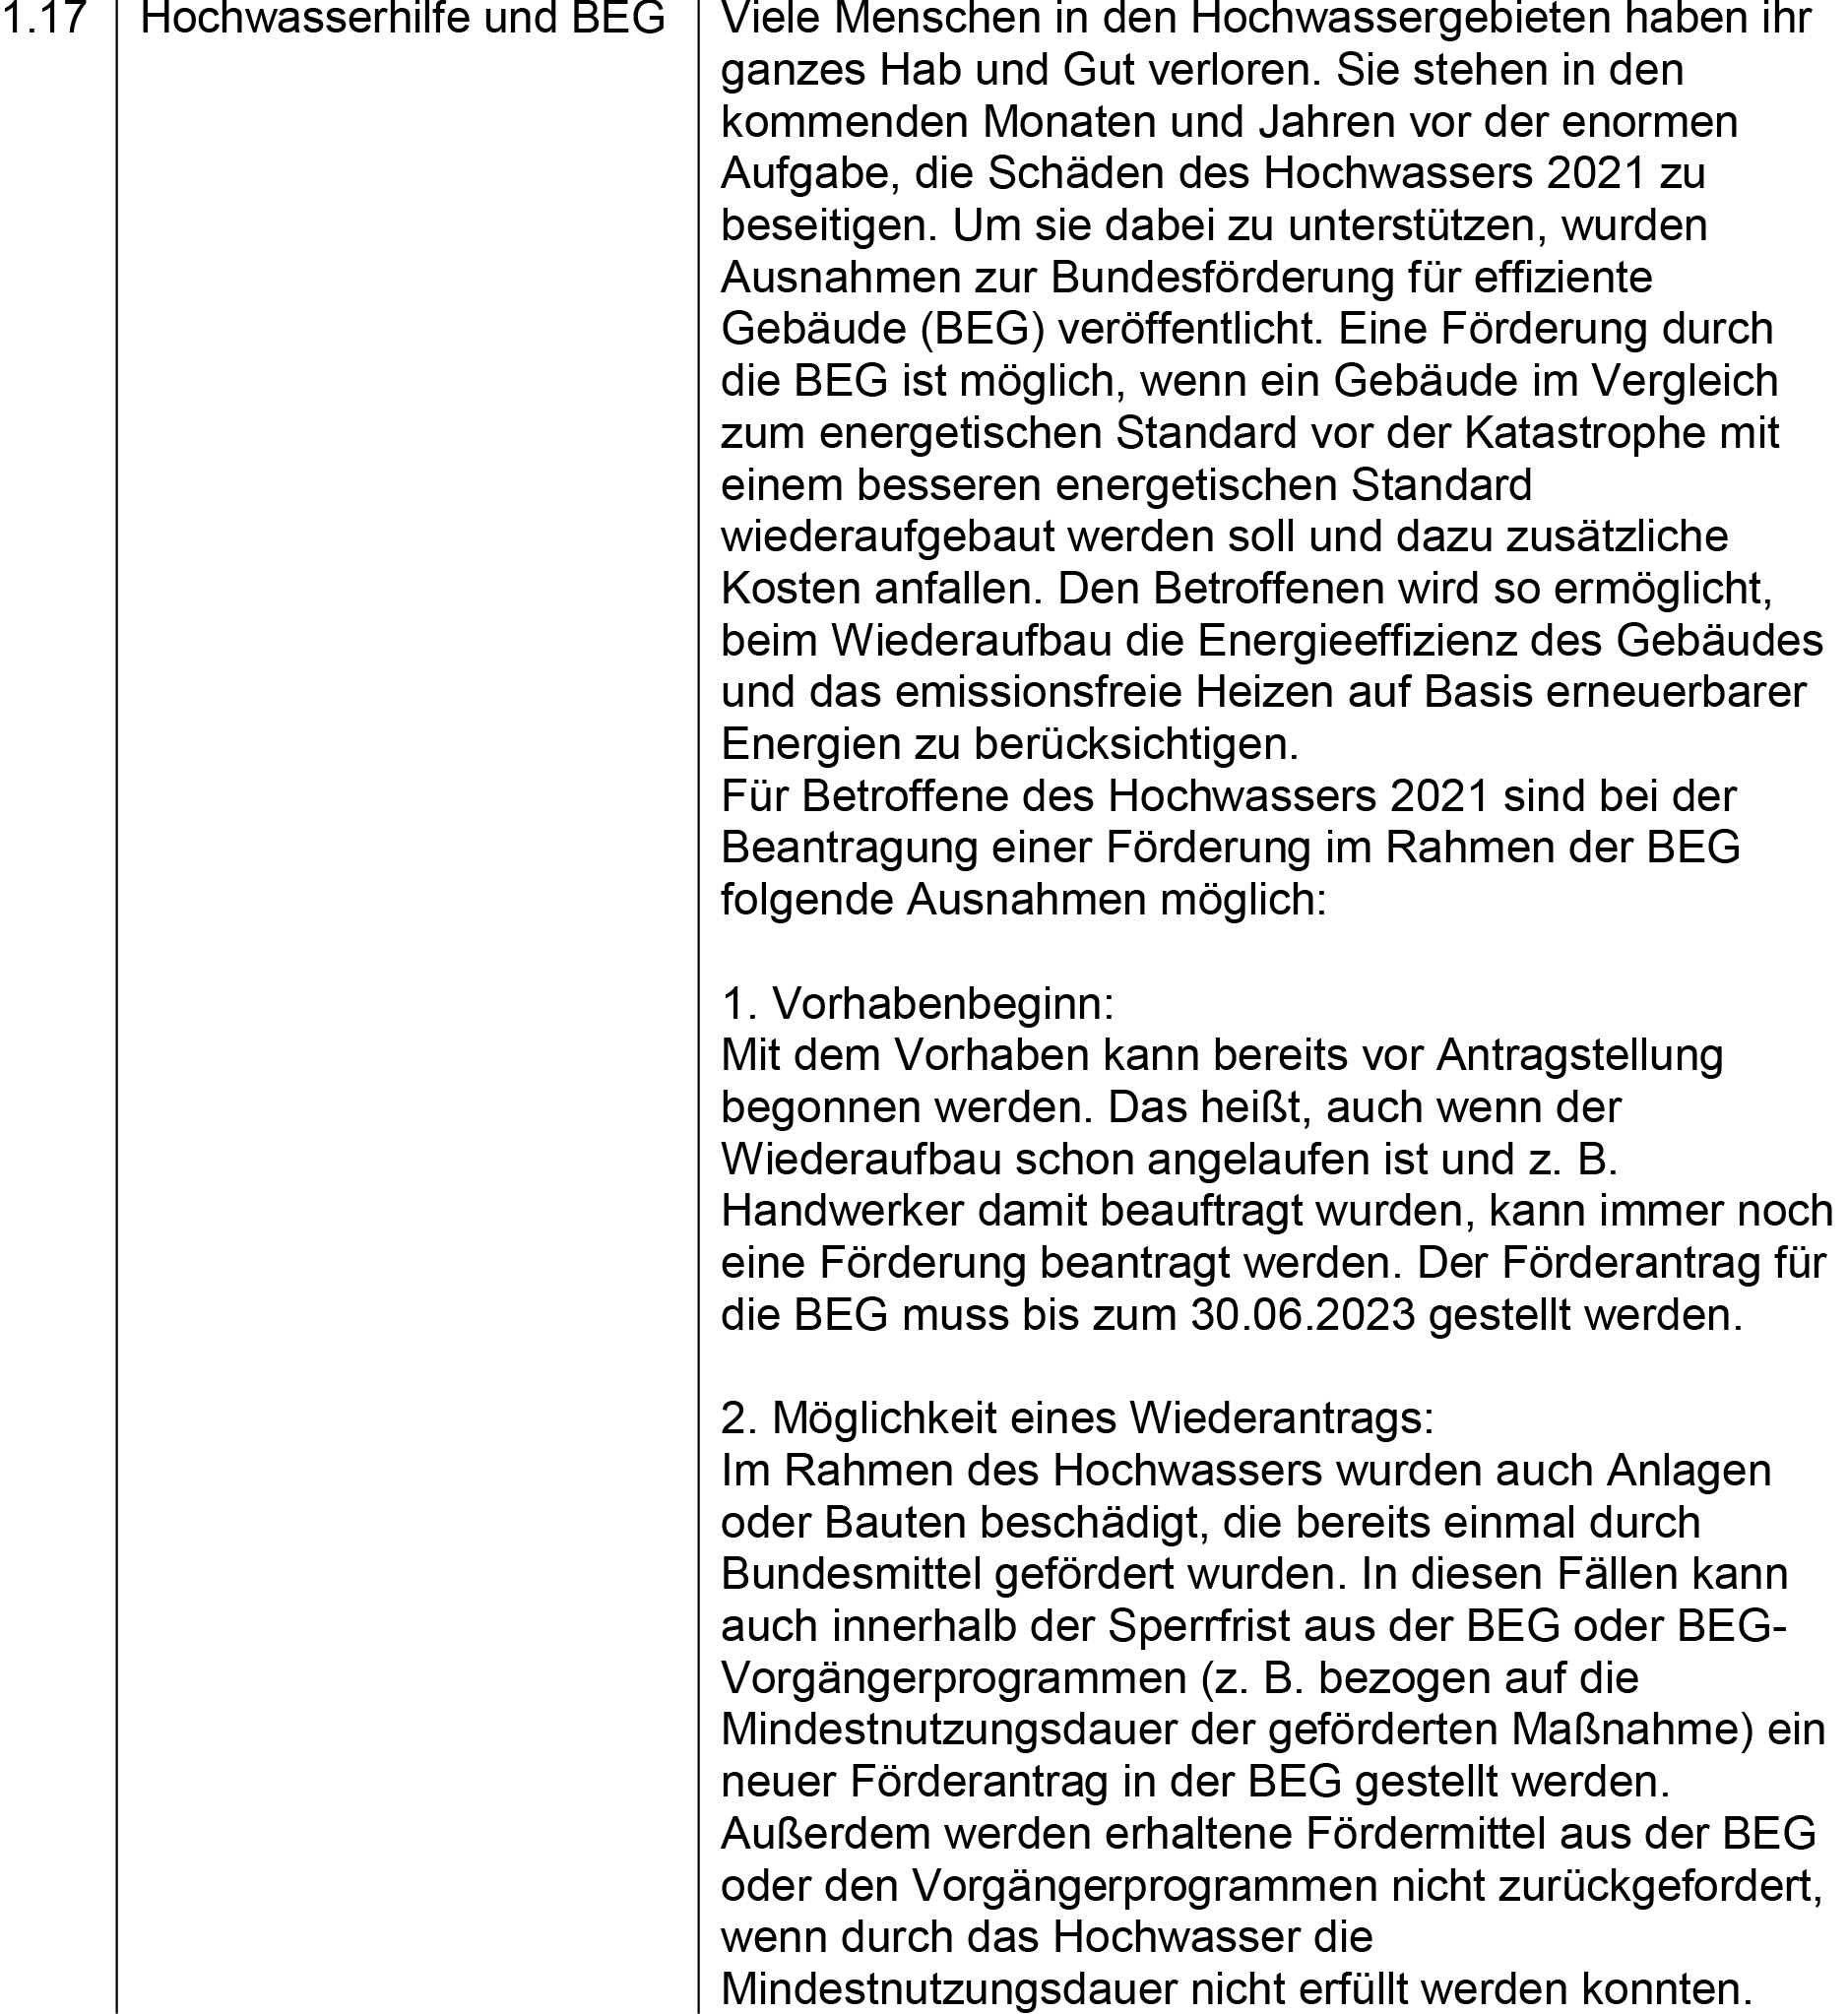 1.17 Hochwasserhilfe und BEG Viele Menschen in den Hochwassergebieten haben ihr
ganzes Hab und Gut verloren. Sie stehen in den
kommenden Monaten und Jahren vor der enormen
Aufgabe, die Schäden des Hochwassers 2021 zu
beseitigen. Um sie dabei zu unterstützen, wurden
Ausnahmen zur Bundesförderung für effiziente
Gebäude (BEG) veröffentlicht. Eine Förderung durch
die BEG ist möglich, wenn ein Gebäude im Vergleich
zum energetischen Standard vor der Katastrophe mit
einem besseren energetischen Standard
wiederaufgebaut werden soll und dazu zusätzliche
Kosten anfallen. Den Betroffenen wird so ermöglicht,
beim Wiederaufbau die Energieeffizienz des Gebäudes
und das emissionsfreie Heizen auf Basis erneuerbarer
Energien zu berücksichtigen.
Für Betroffene des Hochwassers 2021 sind bei der
Beantragung einer Förderung im Rahmen der BEG
folgende Ausnahmen möglich:
1. Vorhabenbeginn:
Mit dem Vorhaben kann bereits vor Antragstellung
begonnen werden. Das heißt, auch wenn der
Wiederaufbau schon angelaufen ist und z. B.
Handwerker damit beauftragt wurden, kann immer noch
eine Förderung beantragt werden. Der Förderantrag für
die BEG muss bis zum 30.06.2023 gestellt werden.
2. Möglichkeit eines Wiederantrags:
Im Rahmen des Hochwassers wurden auch Anlagen
oder Bauten beschädigt, die bereits einmal durch
Bundesmittel gefördert wurden. In diesen Fällen kann
auch innerhalb der Sperrfrist aus der BEG oder BEG-
Vorgängerprogrammen (z. B. bezogen auf die
Mindestnutzungsdauer der geförderten Maßnahme) ein
neuer Förderantrag in der BEG gestellt werden.
Außerdem werden erhaltene Fördermittel aus der BEG
oder den Vorgängerprogrammen nicht zurückgefordert,
wenn durch das Hochwasser die
Mindestnutzungsdauer nicht erfüllt werden konnten.